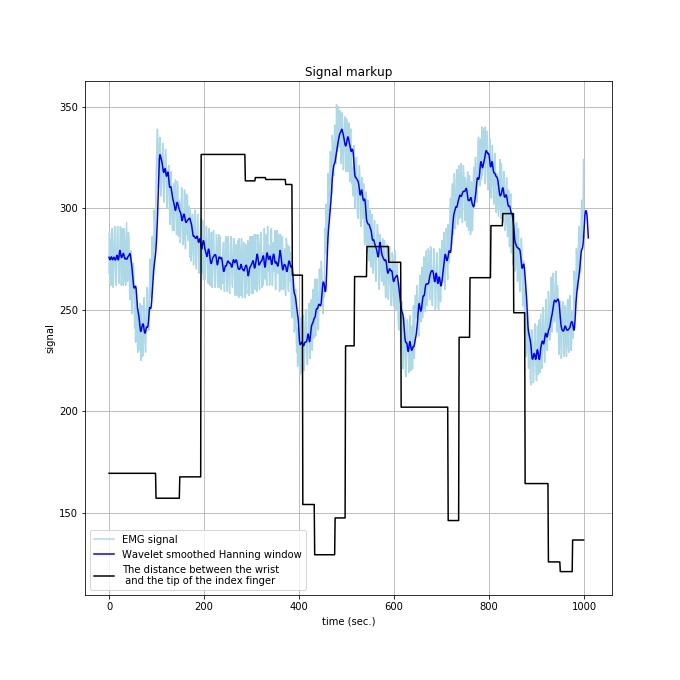 Signal markup
350
300
250
200
150
signal
0 200 400 600 800 1000
time (sec.)
EMG signal
Wavelet smoothed Hanning window
The distance between the wrist
and the tip of the index finger